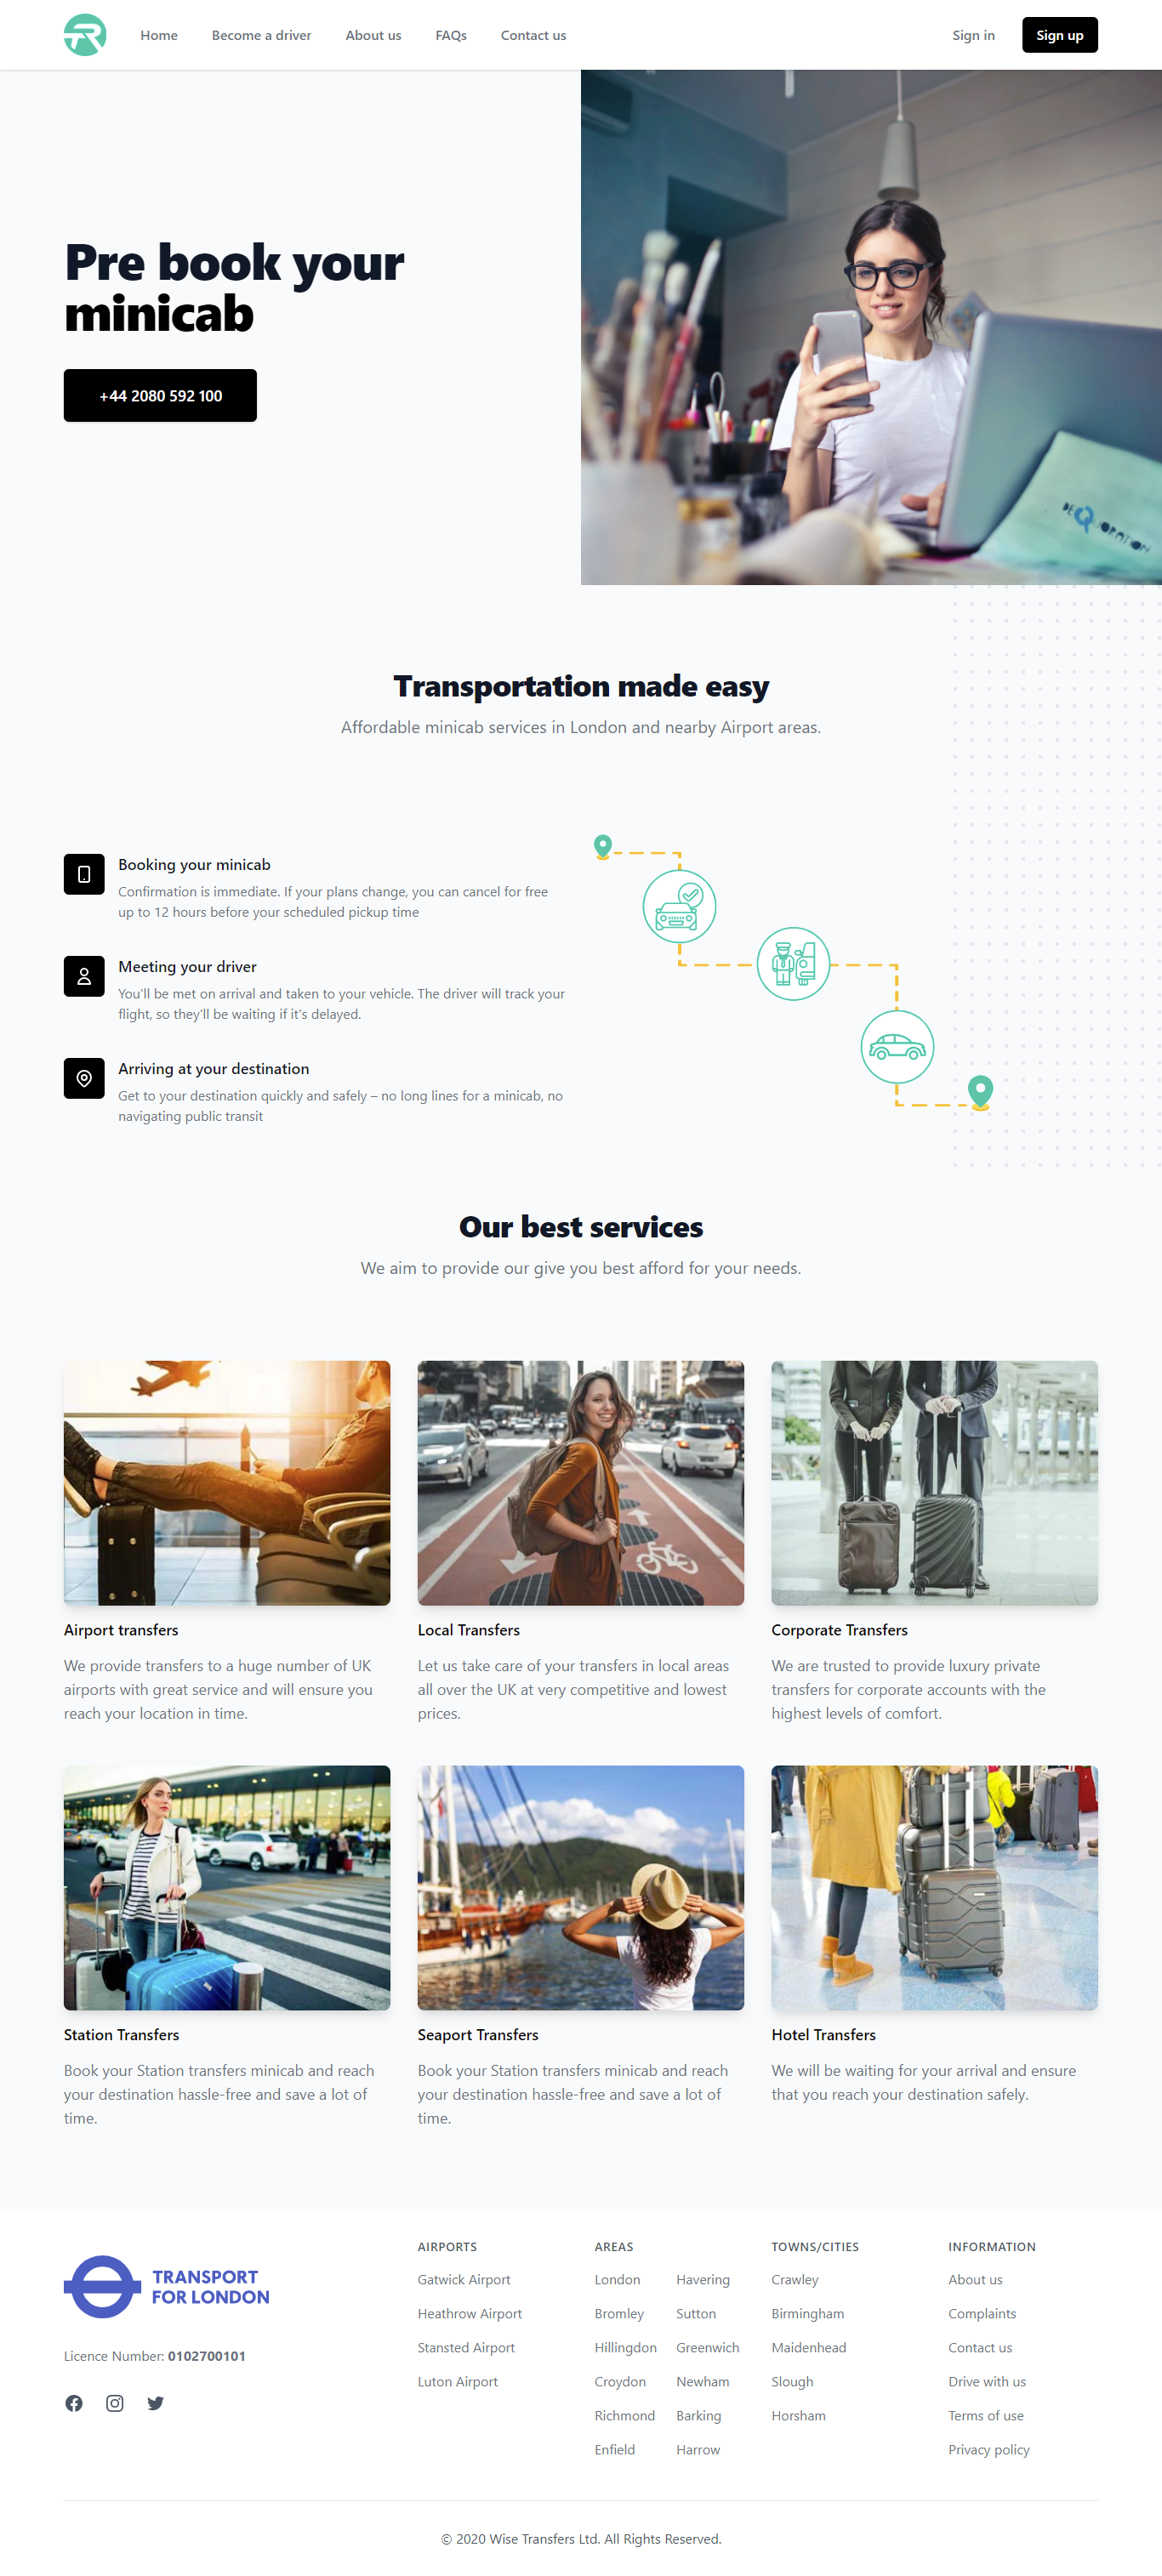 Home
Become a driver
About us
FAQs
Contact us
Sign in
Sign up
Pre book your
minicab
+44 2080 592 100
Transportation made easy
Affordable minicab services in London and nearby Airport areas.
Booking your minicab
Confirmation is immediate. If your plans change, you can cancel for free
up to 12 hours before your scheduled pickup time
Meeting your driver
You'll be met on arrival and taken to your vehicle. The driver will track your
flight, so they'll be waiting if it's delayed.
Arriving at your destination
Get to your destination quickly and safely – no long lines for a minicab, no
navigating public transit
Our best services
We aim to provide our give you best afford for your needs.
Airport transfers
We provide transfers to a huge number of UK
airports with great service and will ensure you
reach your location in time.
Local Transfers
Let us take care of your transfers in local areas
all over the UK at very competitive and lowest
prices.
Corporate Transfers
We are trusted to provide luxury private
transfers for corporate accounts with the
highest levels of comfort.
Station Transfers
Book your Station transfers minicab and reach
your destination hassle-free and save a lot of
time.
Seaport Transfers
Book your Station transfers minicab and reach
your destination hassle-free and save a lot of
time.
Hotel Transfers
We will be waiting for your arrival and ensure
that you reach your destination safely.
TRANSPORT
FOR LONDON
Licence Number: 0102700101
AIRPORTS
Gatwick Airport
Heathrow Airport
Stansted Airport
Luton Airport
AREAS
London
Bromley
Hillingdon
Croydon
Richmond
Enfield
Havering
Sutton
Greenwich
Newham
Barking
Harrow
TOWNS/CITIES
Crawley
Birmingham
Maidenhead
Slough
Horsham
INFORMATION
About us
Complaints
Contact us
Drive with us
Terms of use
Privacy policy
© 2020 Wise Transfers Ltd. All Rights Reserved.